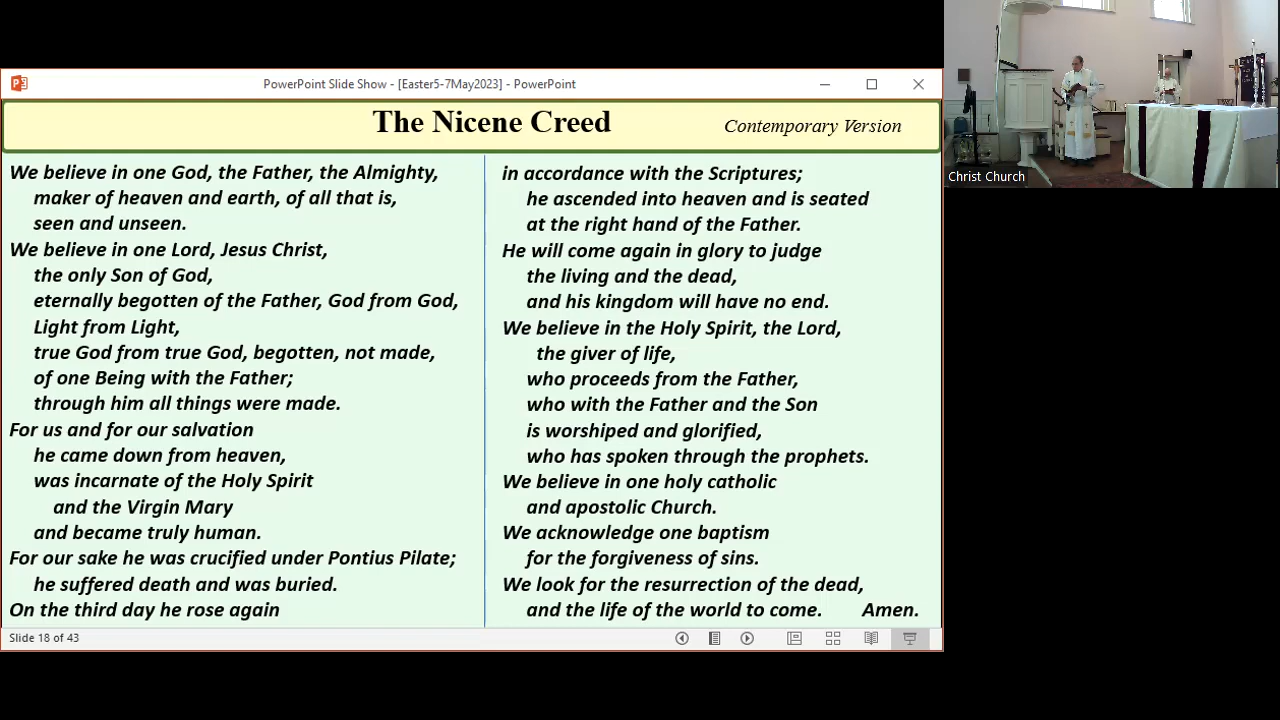 PowerPoint Slide Show - [Easter5-7May2023] - PowerPoint
The Nicene Creed
Contemporary Version
We believe in one God, the Father, the Almighty,
maker of heaven and earth, of all that is,
seen and unseen.
We believe in one Lord, Jesus Christ,
the only Son of God,
eternally begotten of the Father, God from God,
Light from Light,
true God from true God, begotten, not made,
of one Being with the Father;
through him all things were made.
For us and for our salvation
he came down from heaven,
was incarnate of the Holy Spirit
and the Virgin Mary
and became truly human.
For our sake he was crucified under Pontius Pilate;
he suffered death and was buried.
On the third day he rose again
in accordance with the Scriptures;
he ascended into heaven and is seated
at the right hand of the Father.
He will come again in glory to judge
the living and the dead,
and his kingdom will have no end.
We believe in the Holy Spirit, the Lord,
the giver of life,
who proceeds from the Father,
who with the Father and the Son
is worshiped and glorified,
who has spoken through the prophets.
We believe in one holy catholic
and apostolic Church.
We acknowledge one baptism
for the forgiveness of sins.
We look for the resurrection of the dead,
and the life of the world to come. Amen.
Slide 18 of 43
Christ Church